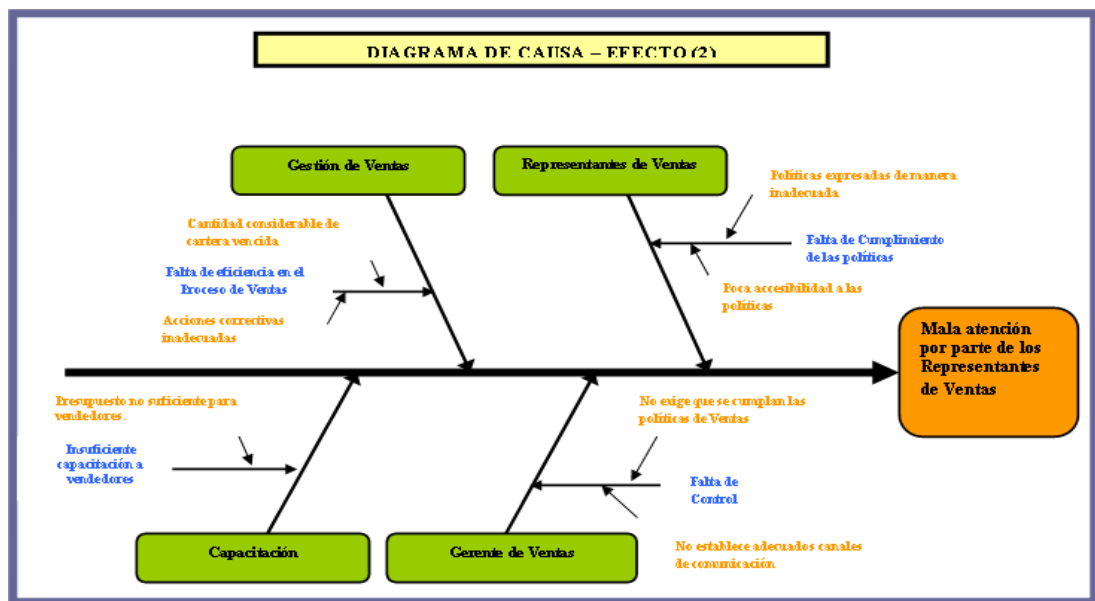 DIAGRAMA DE CAUSA – EFECTO (2)
Gestión de Ventas
Representantes de Ventas
Políticas expresadas de manera
inadecuada
Cantidad considerable de
cartera vencida
Falta de Cumplimiento
de las políticas
Falta de eficiencia en el
Proceso de Ventas
Poca accesibilidad a las
políticas
Acciones correctivas
inadecuadas
Mala atención
por parte de los
Representantes
de Ventas
Presupuesto no suficiente para
vendedores.
No exige que se cumplan las
políticas de Ventas
Insuficiente
capacitación a
vendedores
Falta de
Control
Capacitación
Gerente de Ventas
No establece adecuados canales
de comunicación